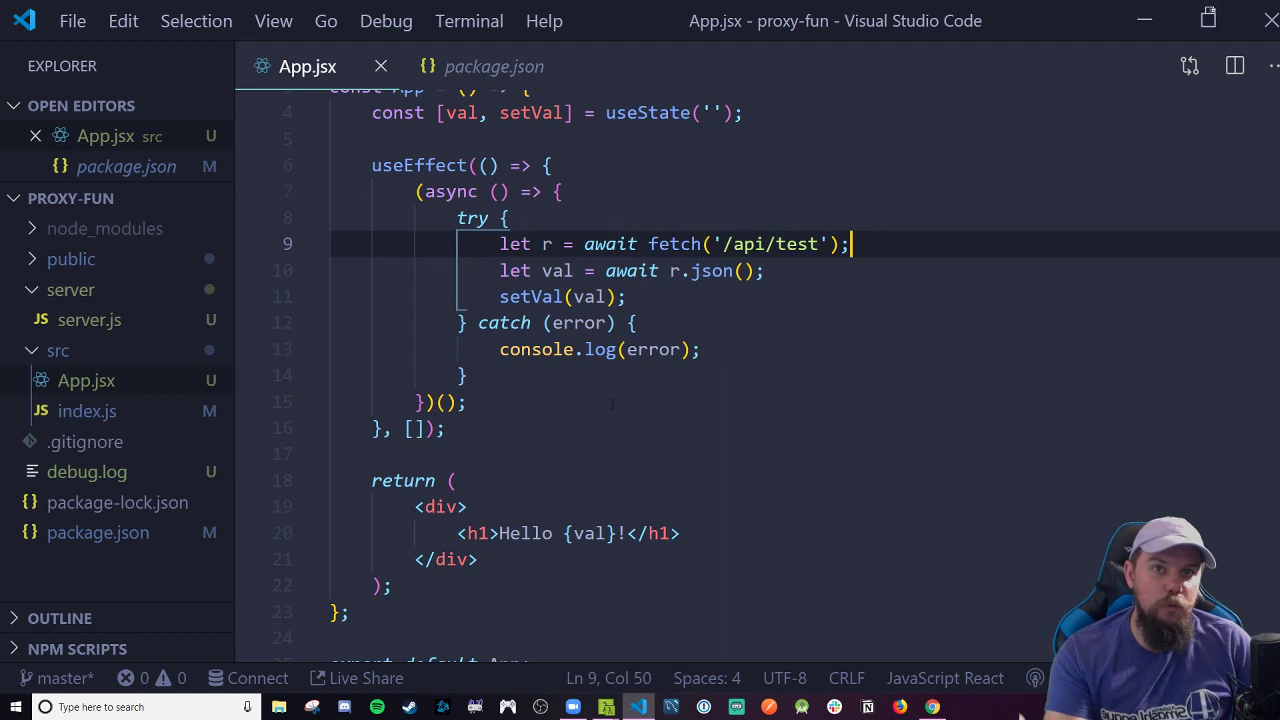 File Edit Selection View Go Debug Terminal Help App.jsx - proxy-fun - Visual Studio Code
EXPLORER
App.jsx
package.json
OPEN EDITORS
App.jsx src U
package.json M
PROXY-FUN
node_modules
public
server
server.js U
src
App.jsx U
index.js M
.gitignore
debug.log U
package-lock.json
package.json M
OUTLINE
NPM SCRIPTS
4 const [val, setVal] = useState('');
5
6 useEffect(() => {
7 (async () => {
8 try {
9 let r = await fetch('/api/test');
10 let val = await r.json();
11 setVal(val);
12 } catch (error) {
13 console.log(error);
14 }
15 })();
16 }, []);
17
18 return (
19 <div>
20 <h1>Hello {val}!</h1>
21 </div>
22 );
23 };
24
master* 0 0 Connect Live Share Ln 9, Col 50 Spaces: 4 UTF-8 CRLF JavaScript React
Type here to search